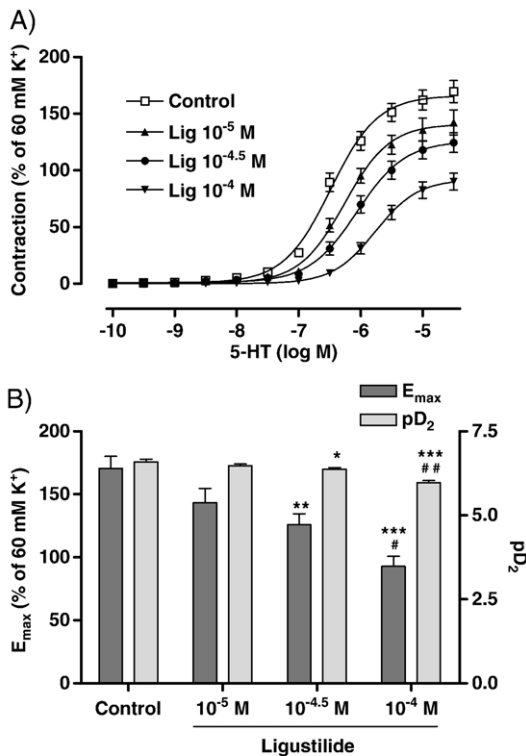 A)
Contraction (% of 60 mM K⁺)
200
150
100
50
0
Control
Lig 10⁻⁵ M
Lig 10⁻⁴·⁵ M
Lig 10⁻⁴ M
-10 -9 -8 -7 -6 -5
5-HT (log M)
B)
Eₘₐₓ
pD₂
Eₘₐₓ (% of 60 mM K⁺)
200
150
100
50
0
7.5
5.0
2.5
0.0
pD₂
**
*
***
#
***
##
Control 10⁻⁵ M 10⁻⁴·⁵ M 10⁻⁴ M
Ligustilide